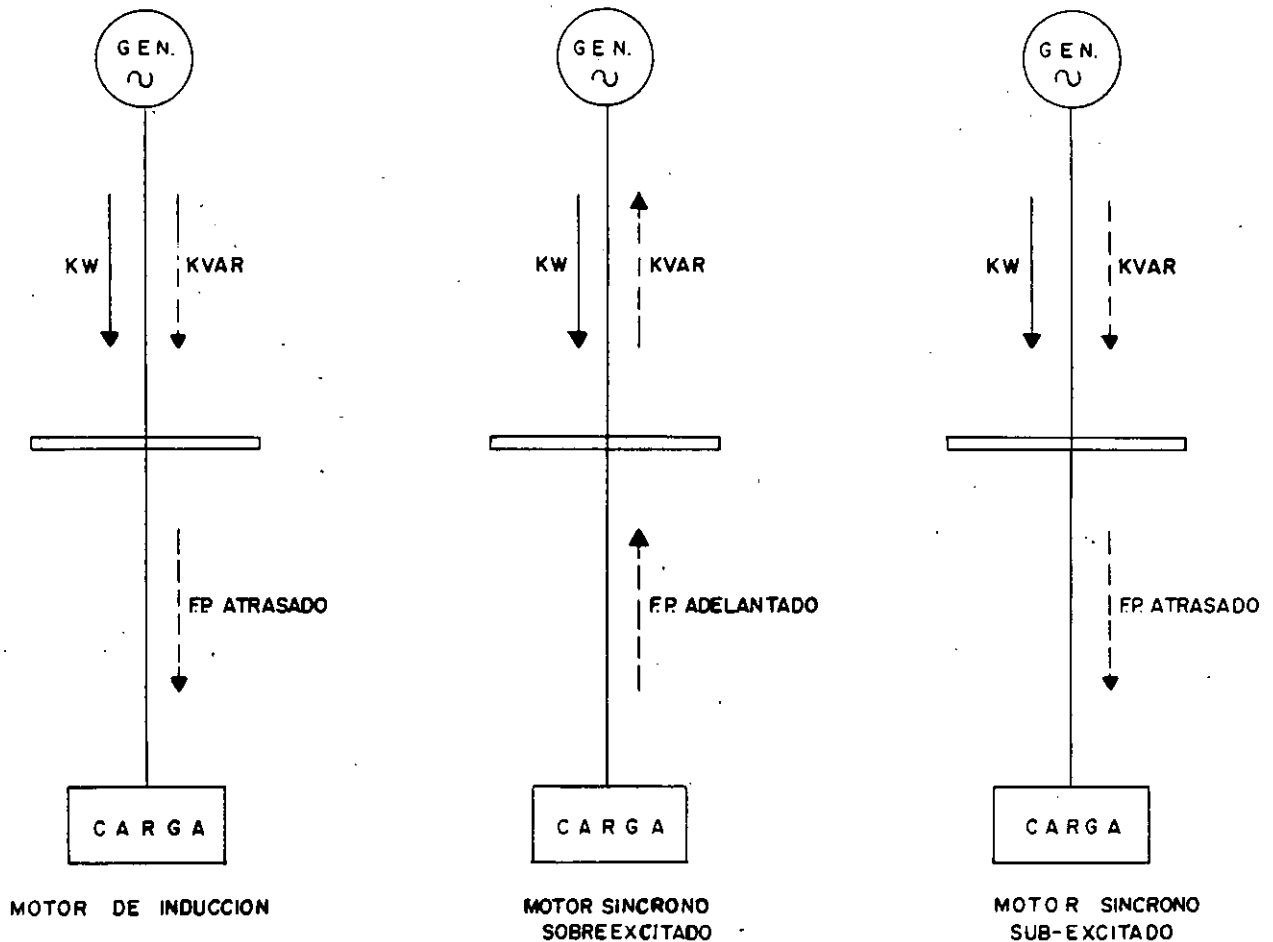 GEN.
KW
KVAR
F.P. ATRASADO
CARGA
MOTOR DE INDUCCION
GEN.
KW
KVAR
F.P. ADELANTADO
CARGA
MOTOR SINCRONO
SOBREEXCITADO
GEN.
KW
KVAR
F.P. ATRASADO
CARGA
MOTOR SINCRONO
SUB-EXCITADO